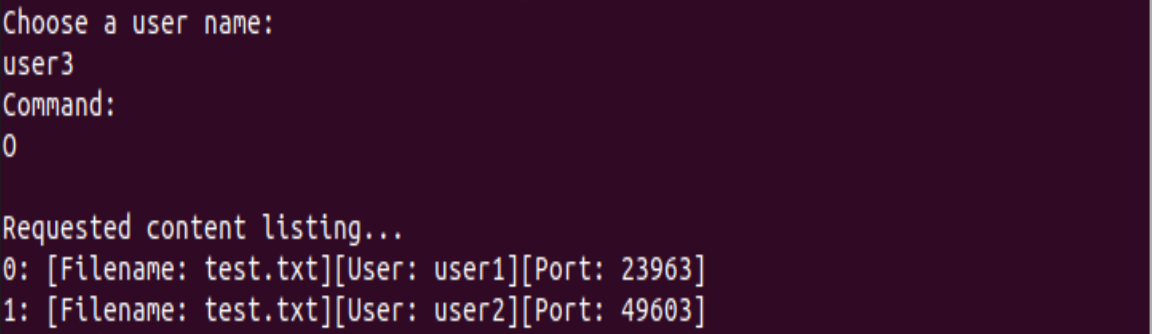 Choose a user name:
user3
Command:
O
Requested content listing...
0: [Filename: test.txt][User: user1][Port: 23963]
1: [Filename: test.txt][User: user2][Port: 49603]